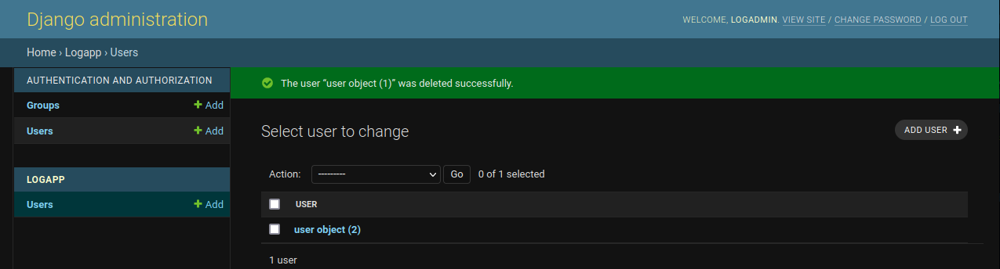 Django administration
WELCOME, LOGADMIN. VIEW SITE / CHANGE PASSWORD / LOG OUT
Home › Logapp › Users
AUTHENTICATION AND AUTHORIZATION
Groups + Add
Users + Add
LOGAPP
Users + Add
The user “user object (1)” was deleted successfully.
Select user to change
ADD USER +
Action: --------- Go 0 of 1 selected
USER
user object (2)
1 user